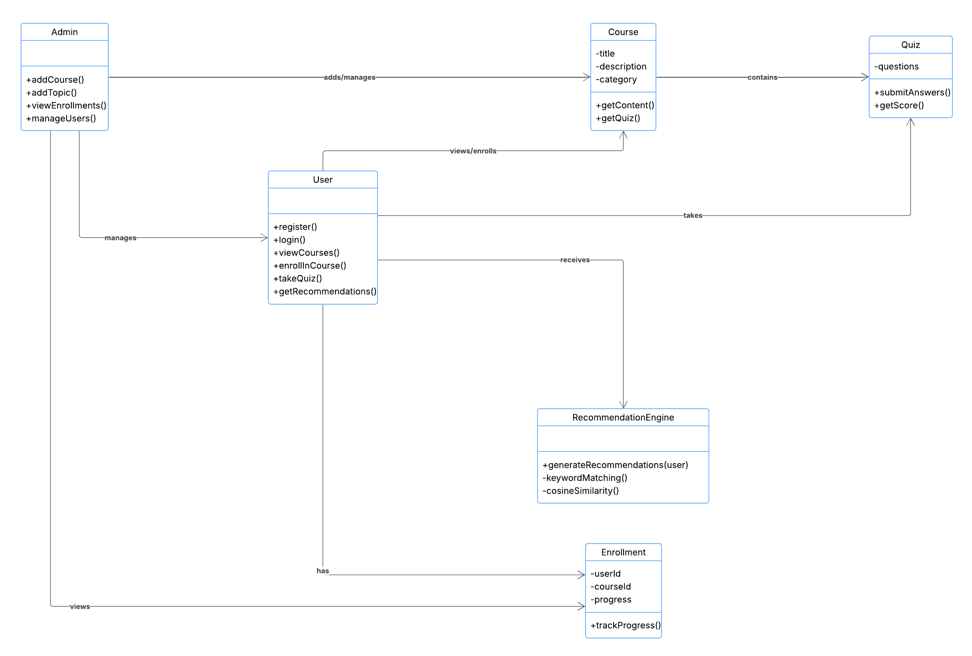 Admin
+addCourse()
+addTopic()
+viewEnrollments()
+manageUsers()
adds/manages
Course
-title
-description
-category
+getContent()
+getQuiz()
contains
Quiz
-questions
+submitAnswers()
+getScore()
views/enrolls
User
+register()
+login()
+viewCourses()
+enrollInCourse()
+takeQuiz()
+getRecommendations()
takes
manages
receives
RecommendationEngine
+generateRecommendations(user)
-keywordMatching()
-cosineSimilarity()
Enrollment
-userId
-courseId
-progress
+trackProgress()
has
views